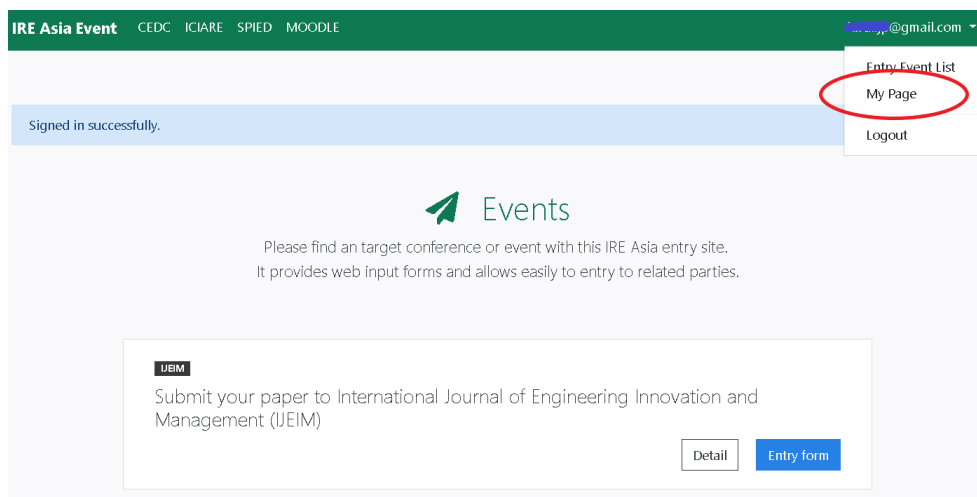 IRE Asia Event CEDC ICIARE SPIED MOODLE @gmail.com
Entry Event List
My Page
Logout
Signed in successfully.
Events
Please find an target conference or event with this IRE Asia entry site.
It provides web input forms and allows easily to entry to related parties.
IJEIM
Submit your paper to International Journal of Engineering Innovation and
Management (IJEIM)
Detail Entry form